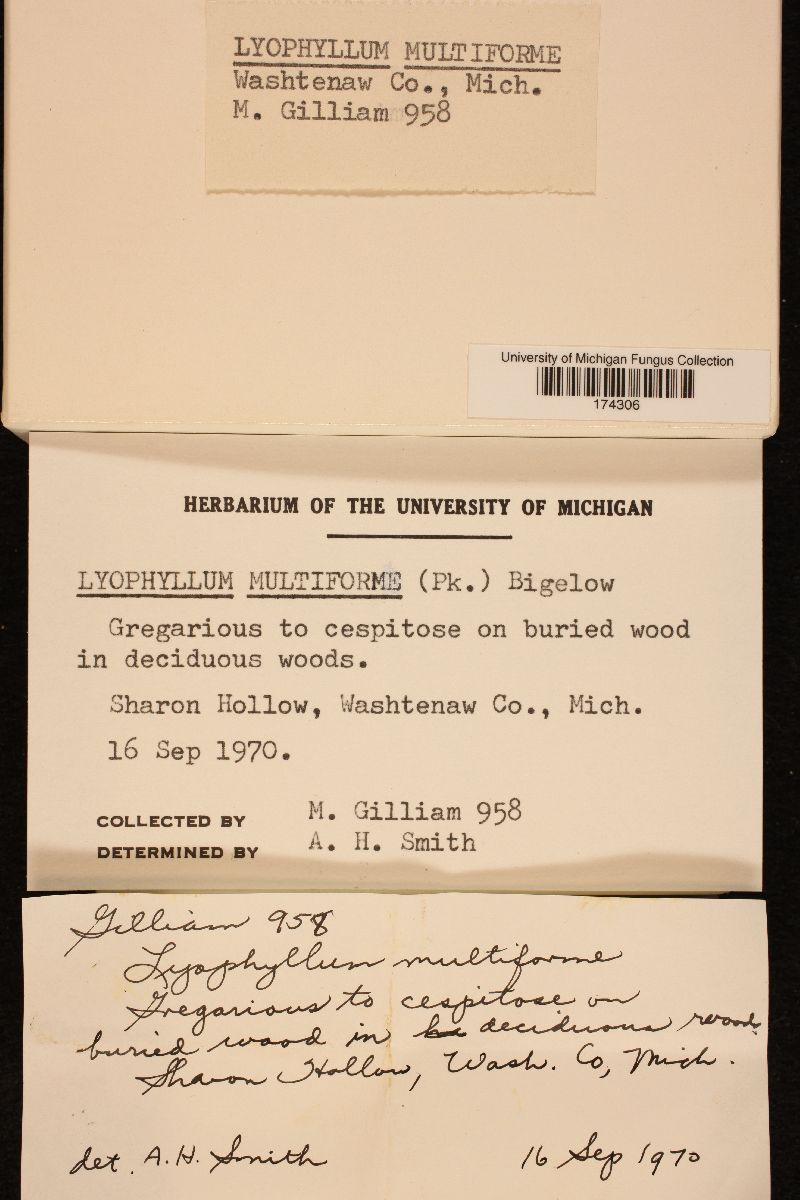 LYOPHYLLUM MULTIFORME
Washtenaw Co., Mich.
M. Gilliam 958
University of Michigan Fungus Collection
174306
HERBARIUM OF THE UNIVERSITY OF MICHIGAN
LYOPHYLLUM MULTIFORME (Pk.) Bigelow
Gregarious to cespitose on buried wood
in deciduous woods.
Sharon Hollow, Washtenaw Co., Mich.
16 Sep 1970.
COLLECTED BY M. Gilliam 958
DETERMINED BY A. H. Smith
Gilliam 958
Lyophyllum multiforme
Gregarious to cespitose on
buried wood in deciduous woods.
Sharon Hollow, Wash. Co, Mich.
det. A.H. Smith 16 Sep 1970